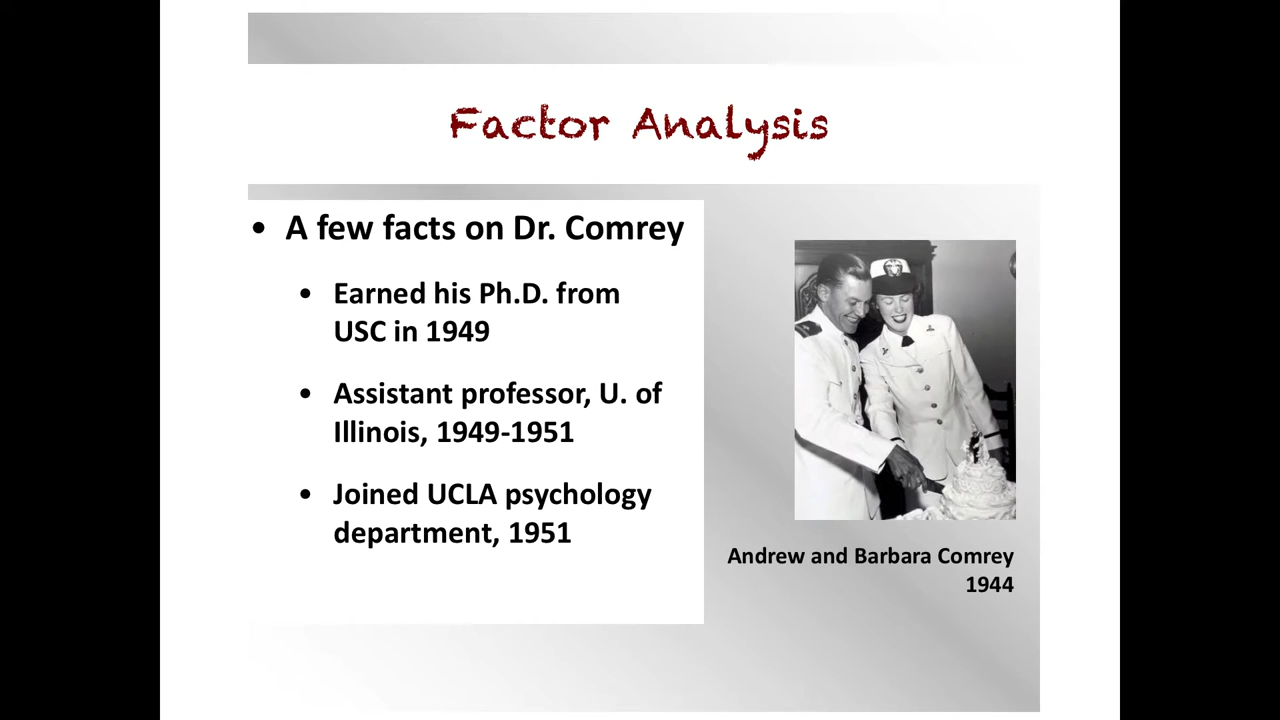 Factor Analysis
• A few facts on Dr. Comrey
• Earned his Ph.D. from
USC in 1949
• Assistant professor, U. of
Illinois, 1949-1951
• Joined UCLA psychology
department, 1951
Andrew and Barbara Comrey
1944